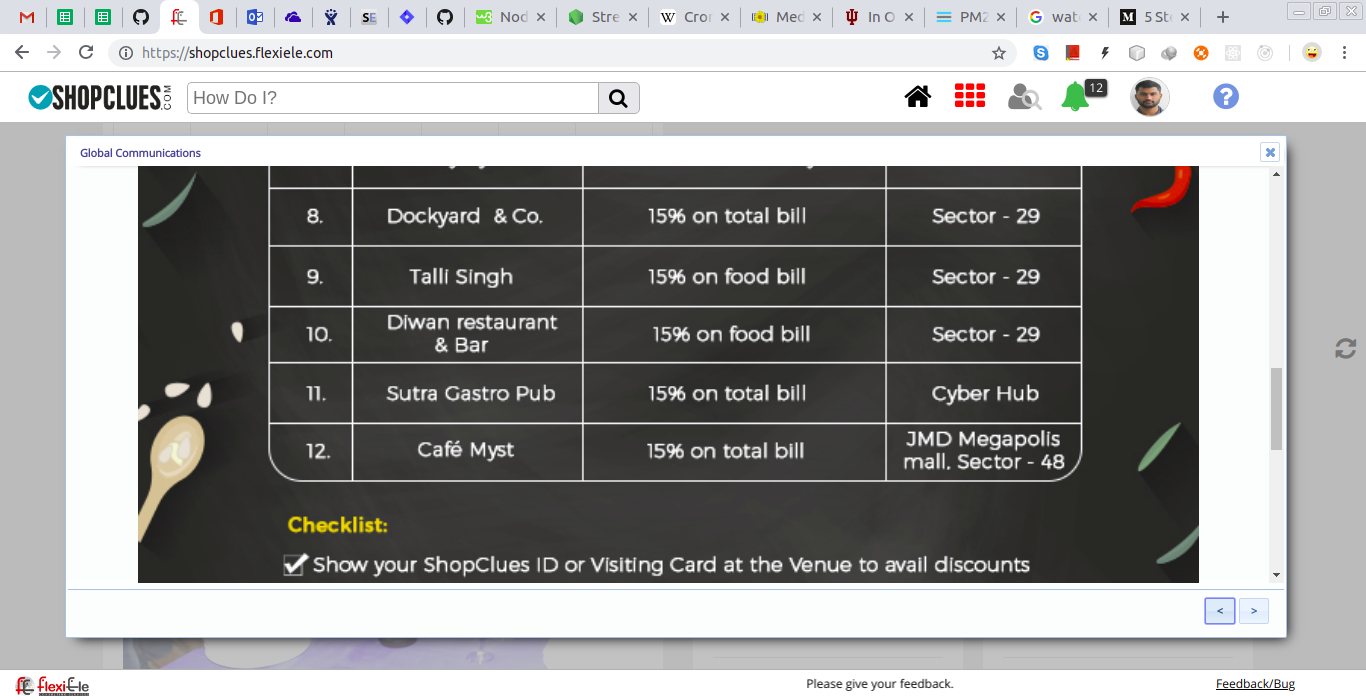 SE
Nod
Stre
W Cror
Med
In O
PM2
G wat
M 5 St
https://shopclues.flexiele.com
SHOPCLUES.COM
How Do I?
12
?
Global Communications
8. Dockyard & Co. 15% on total bill Sector - 29
9. Talli Singh 15% on food bill Sector - 29
10. Diwan restaurant & Bar 15% on food bill Sector - 29
11. Sutra Gastro Pub 15% on total bill Cyber Hub
12. Café Myst 15% on total bill JMD Megapolis mall, Sector - 48
Checklist:
Show your ShopClues ID or Visiting Card at the Venue to avail discounts
< >
flexiEle
Please give your feedback.
Feedback/Bug